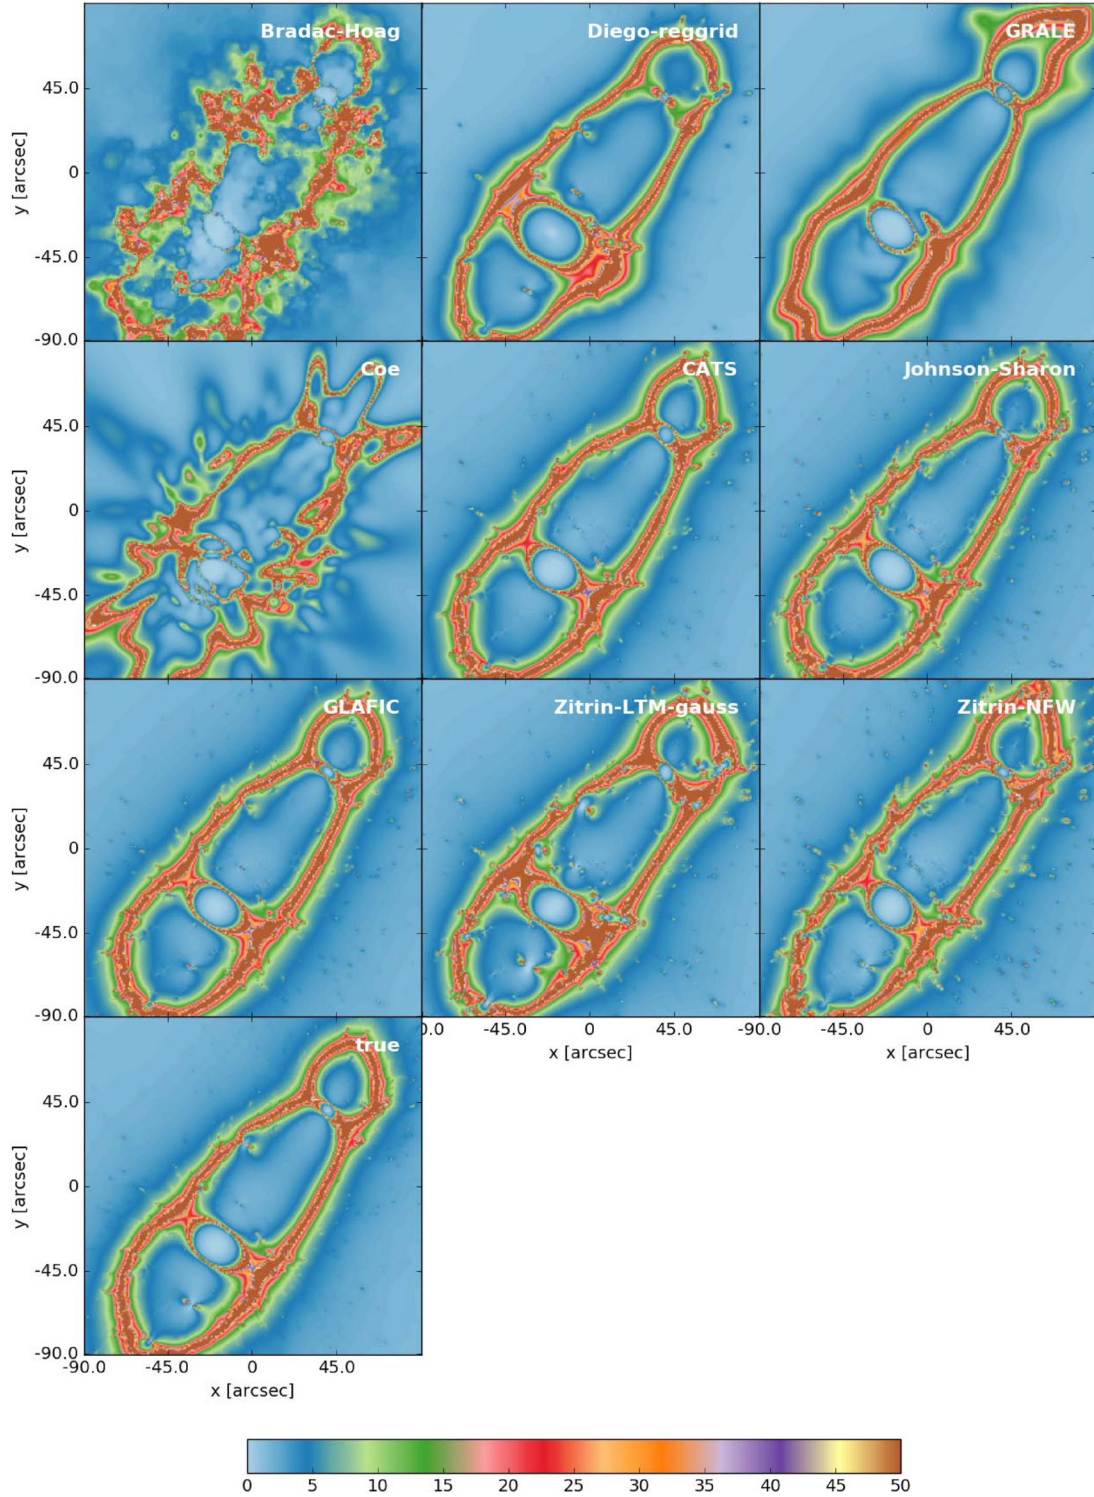 Bradac-Hoag
Diego-reggrid
GRALE
y [arcsec]
45.0
0
-45.0
-90.0
Coe
CATS
Johnson-Sharon
y [arcsec]
45.0
0
-45.0
-90.0
GLAFIC
Zitrin-LTM-gauss
Zitrin-NFW
y [arcsec]
45.0
0
-45.0
-90.0
0.0 -45.0 0 45.0 -90.0 -45.0 0 45.0
x [arcsec] x [arcsec]
true
y [arcsec]
45.0
0
-45.0
-90.0
-90.0 -45.0 0 45.0
x [arcsec]
0 5 10 15 20 25 30 35 40 45 50